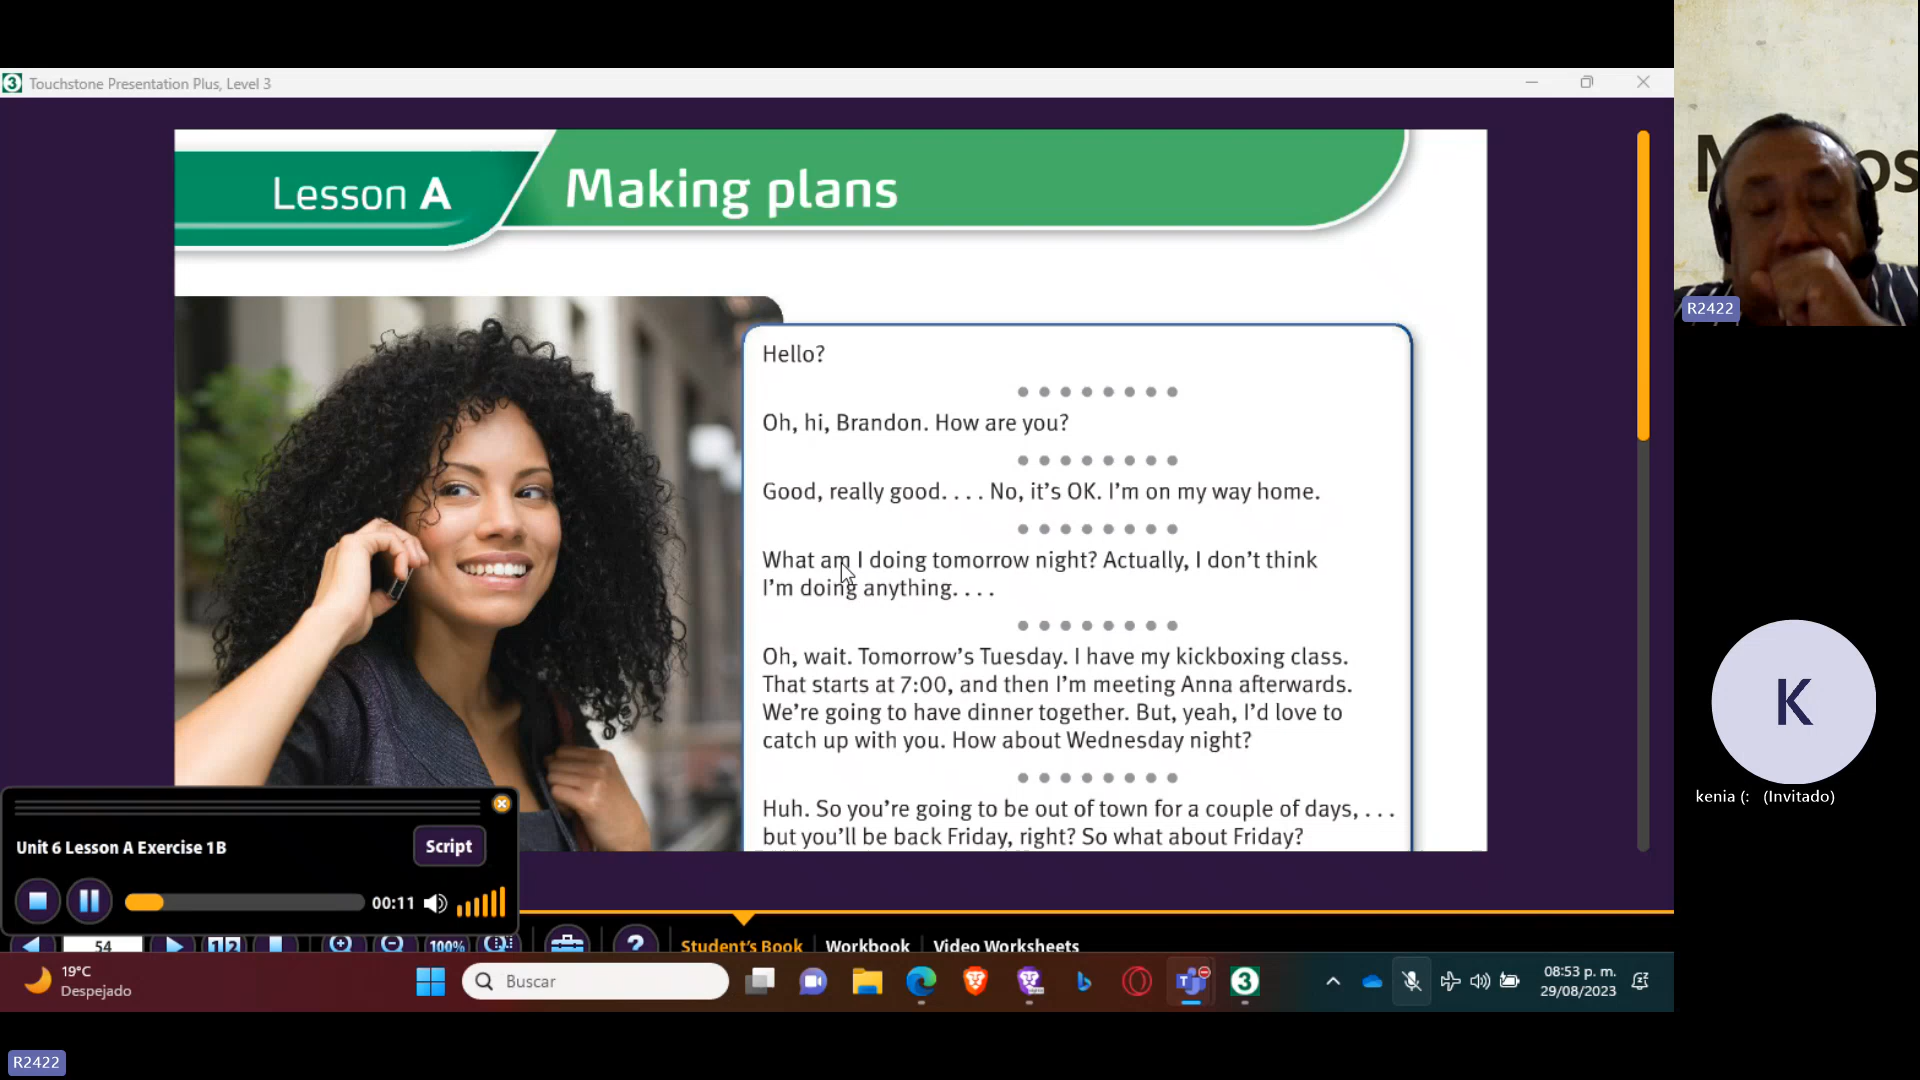 Touchstone Presentation Plus, Level 3
Lesson A
Making plans
Hello?
Oh, hi, Brandon. How are you?
Good, really good. . . . No, it's OK. I'm on my way home.
What am I doing tomorrow night? Actually, I don't think
I'm doing anything. . . .
Oh, wait. Tomorrow's Tuesday. I have my kickboxing class.
That starts at 7:00, and then I'm meeting Anna afterwards.
We're going to have dinner together. But, yeah, I'd love to
catch up with you. How about Wednesday night?
Huh. So you're going to be out of town for a couple of days, . . .
but you'll be back Friday, right? So what about Friday?
Unit 6 Lesson A Exercise 1B
Script
00:11
54
1 2
100%
Student's Book
Workbook
Video Worksheets
19°C
Despejado
Buscar
08:53 p. m.
29/08/2023
R2422
K
kenia (: (Invitado)
R2422